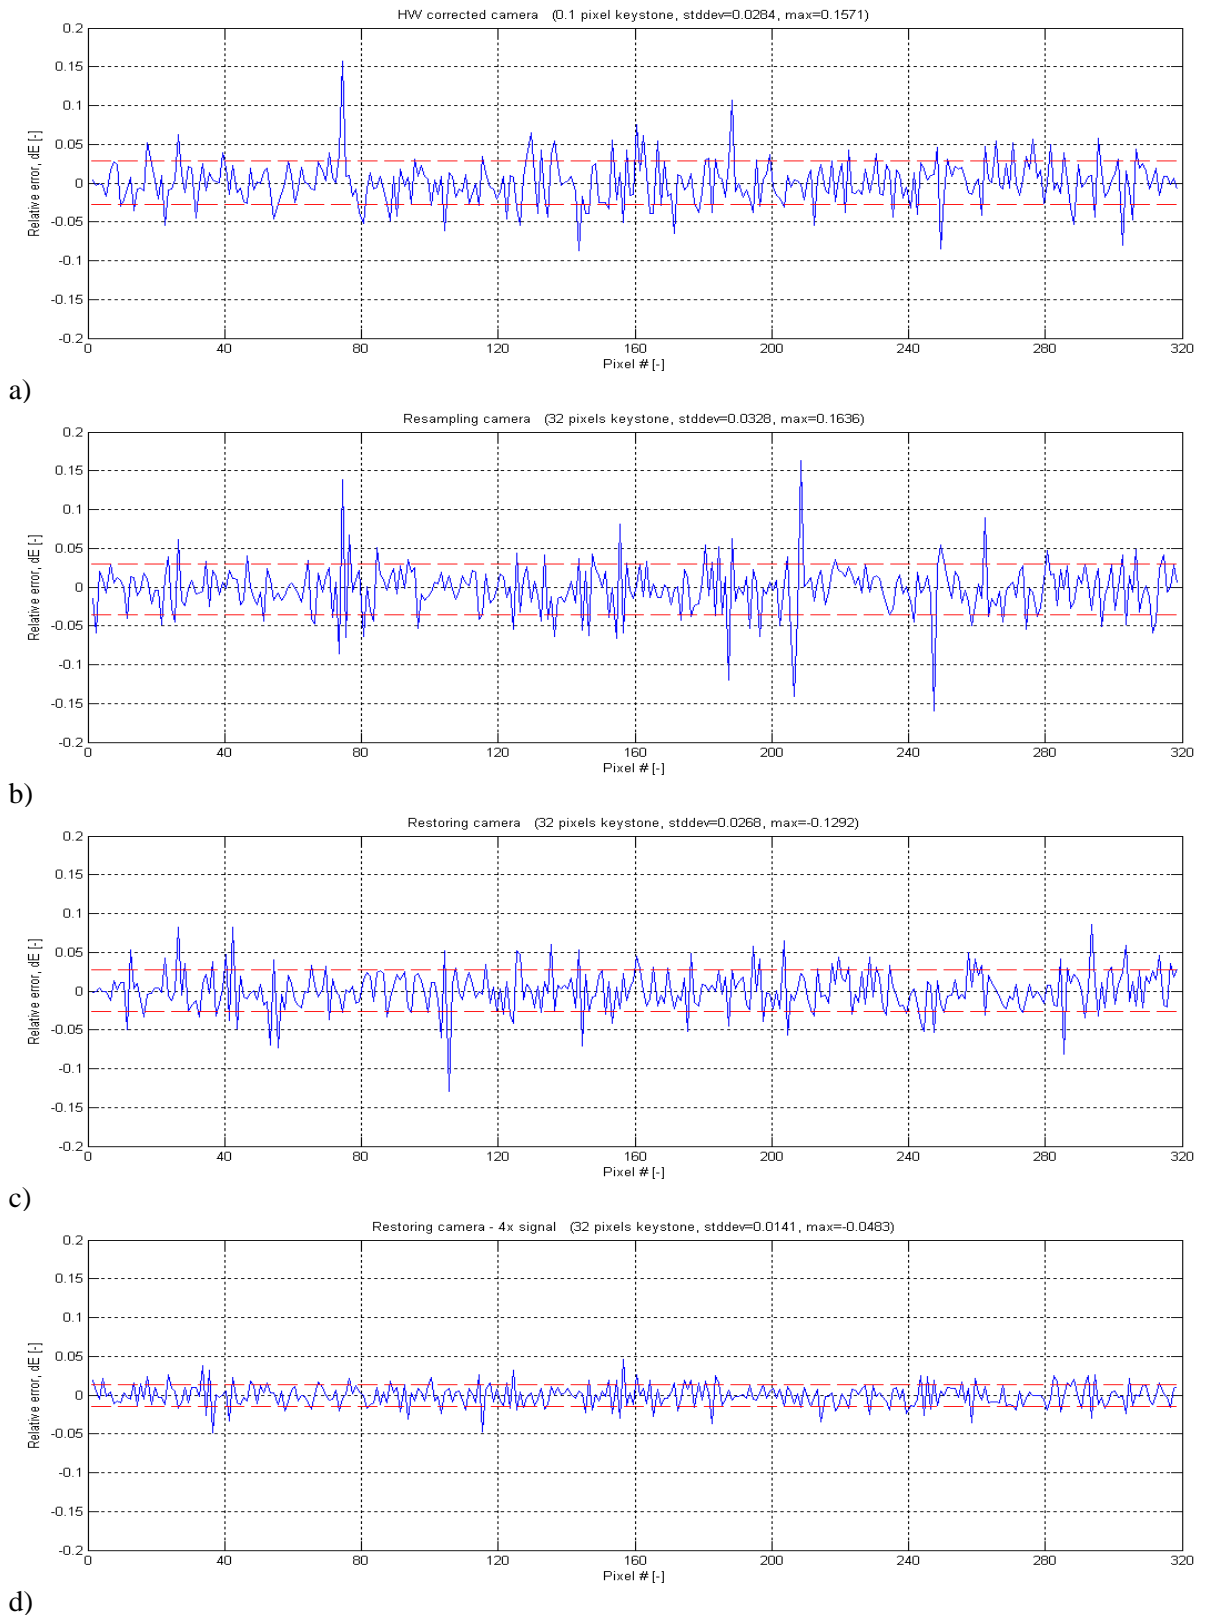 HW corrected camera (0.1 pixel keystone, stddev=0.0284, max=0.1571)
0.2
0.15
0.1
0.05
0
-0.05
-0.1
-0.15
-0.2
Relative error, dE [-]
0 40 80 120 160 200 240 280 320
Pixel # [-]
a)
Resampling camera (32 pixels keystone, stddev=0.0328, max=0.1636)
0.2
0.15
0.1
0.05
0
-0.05
-0.1
-0.15
-0.2
Relative error, dE [-]
0 40 80 120 160 200 240 280 320
Pixel # [-]
b)
Restoring camera (32 pixels keystone, stddev=0.0268, max=-0.1292)
0.2
0.15
0.1
0.05
0
-0.05
-0.1
-0.15
-0.2
Relative error, dE [-]
0 40 80 120 160 200 240 280 320
Pixel # [-]
c)
Restoring camera - 4x signal (32 pixels keystone, stddev=0.0141, max=-0.0483)
0.2
0.15
0.1
0.05
0
-0.05
-0.1
-0.15
-0.2
Relative error, dE [-]
0 40 80 120 160 200 240 280 320
Pixel # [-]
d)